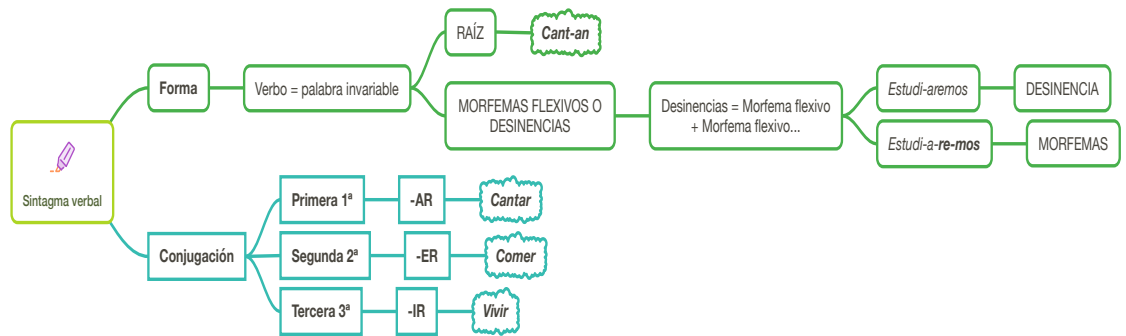 Sintagma verbal
Forma
Verbo = palabra invariable
RAÍZ
Cant-an
MORFEMAS FLEXIVOS O
DESINENCIAS
Desinencias = Morfema flexivo
+ Morfema flexivo...
Estudi-aremos
DESINENCIA
Estudi-a-re-mos
MORFEMAS
Conjugación
Primera 1ª
-AR
Cantar
Segunda 2ª
-ER
Comer
Tercera 3ª
-IR
Vivir